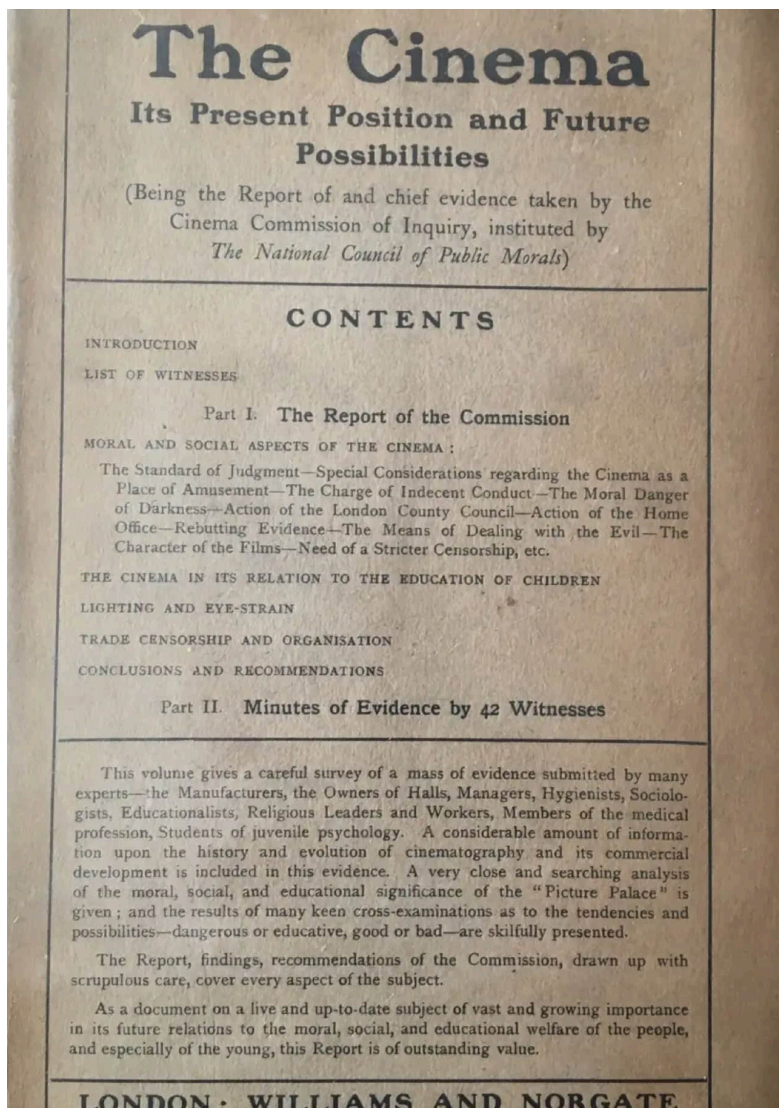 The Cinema
Its Present Position and Future
Possibilities
(Being the Report of and chief evidence taken by the
Cinema Commission of Inquiry, instituted by
The National Council of Public Morals)
CONTENTS
INTRODUCTION
LIST OF WITNESSES
Part I. The Report of the Commission
MORAL AND SOCIAL ASPECTS OF THE CINEMA :
The Standard of Judgment—Special Considerations regarding the Cinema as a
Place of Amusement—The Charge of Indecent Conduct—The Moral Danger
of Darkness—Action of the London County Council—Action of the Home
Office—Rebutting Evidence—The Means of Dealing with the Evil—The
Character of the Films—Need of a Stricter Censorship, etc.
THE CINEMA IN ITS RELATION TO THE EDUCATION OF CHILDREN
LIGHTING AND EYE-STRAIN
TRADE CENSORSHIP AND ORGANISATION
CONCLUSIONS AND RECOMMENDATIONS
Part II. Minutes of Evidence by 42 Witnesses
This volume gives a careful survey of a mass of evidence submitted by many
experts—the Manufacturers, the Owners of Halls, Managers, Hygienists, Sociolo-
gists, Educationalists, Religious Leaders and Workers, Members of the medical
profession, Students of juvenile psychology. A considerable amount of informa-
tion upon the history and evolution of cinematography and its commercial
development is included in this evidence. A very close and searching analysis
of the moral, social, and educational significance of the "Picture Palace" is
given ; and the results of many keen cross-examinations as to the tendencies and
possibilities—dangerous or educative, good or bad—are skilfully presented.
The Report, findings, recommendations of the Commission, drawn up with
scrupulous care, cover every aspect of the subject.
As a document on a live and up-to-date subject of vast and growing importance
in its future relations to the moral, social, and educational welfare of the people,
and especially of the young, this Report is of outstanding value.
LONDON: WILLIAMS AND NORGATE